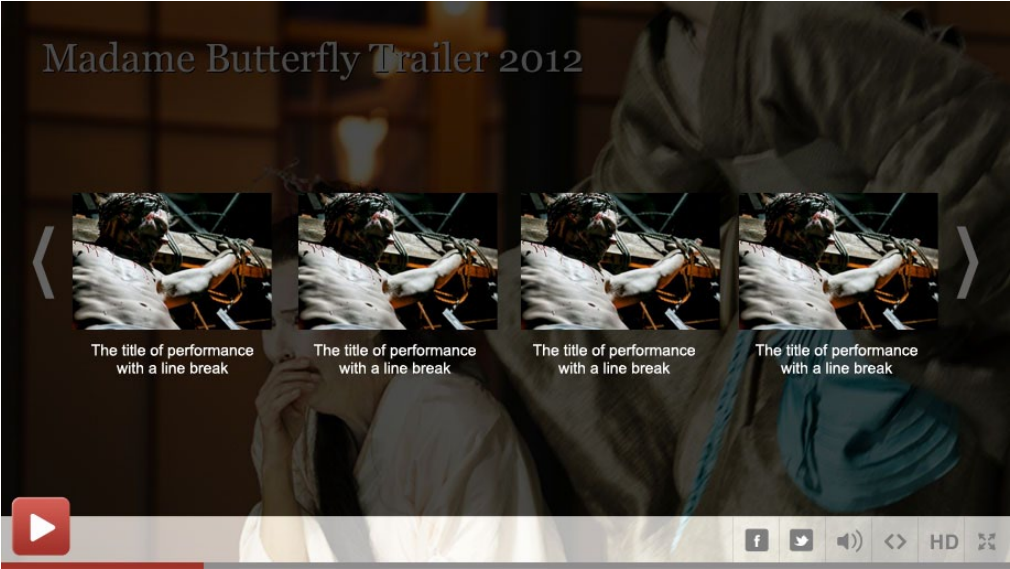 Madame Butterfly Trailer 2012
The title of performance
with a line break
The title of performance
with a line break
The title of performance
with a line break
The title of performance
with a line break
HD